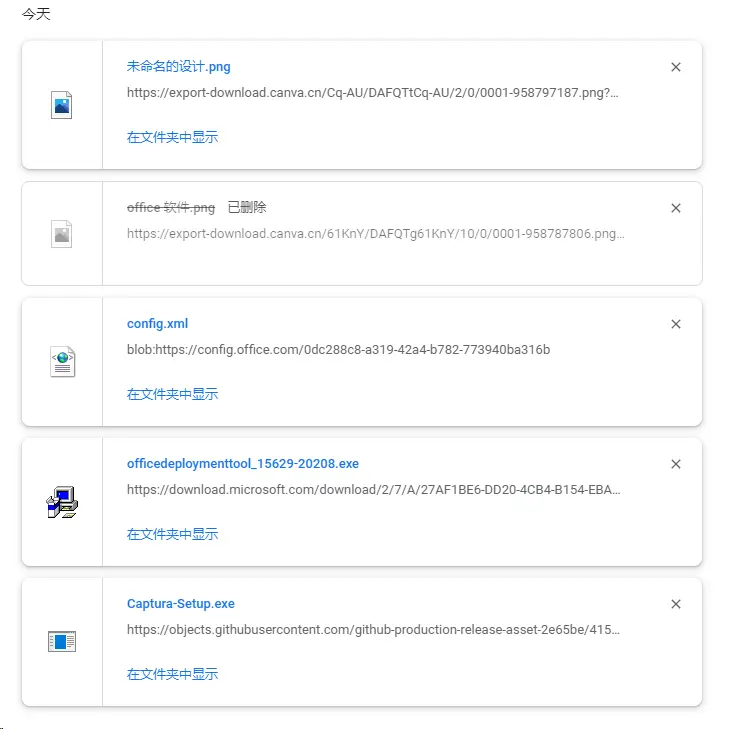 今天
未命名的设计.png
https://export-download.canva.cn/Cq-AU/DAFQTtCq-AU/2/0/0001-958797187.png?...
在文件夹中显示
office 软件.png 已删除
https://export-download.canva.cn/61KnY/DAFQTg61KnY/10/0/0001-958787806.png...
config.xml
blob:https://config.office.com/0dc288c8-a319-42a4-b782-773940ba316b
在文件夹中显示
officedeploymenttool_15629-20208.exe
https://download.microsoft.com/download/2/7/A/27AF1BE6-DD20-4CB4-B154-EBA...
在文件夹中显示
Captura-Setup.exe
https://objects.githubusercontent.com/github-production-release-asset-2e65be/415...
在文件夹中显示